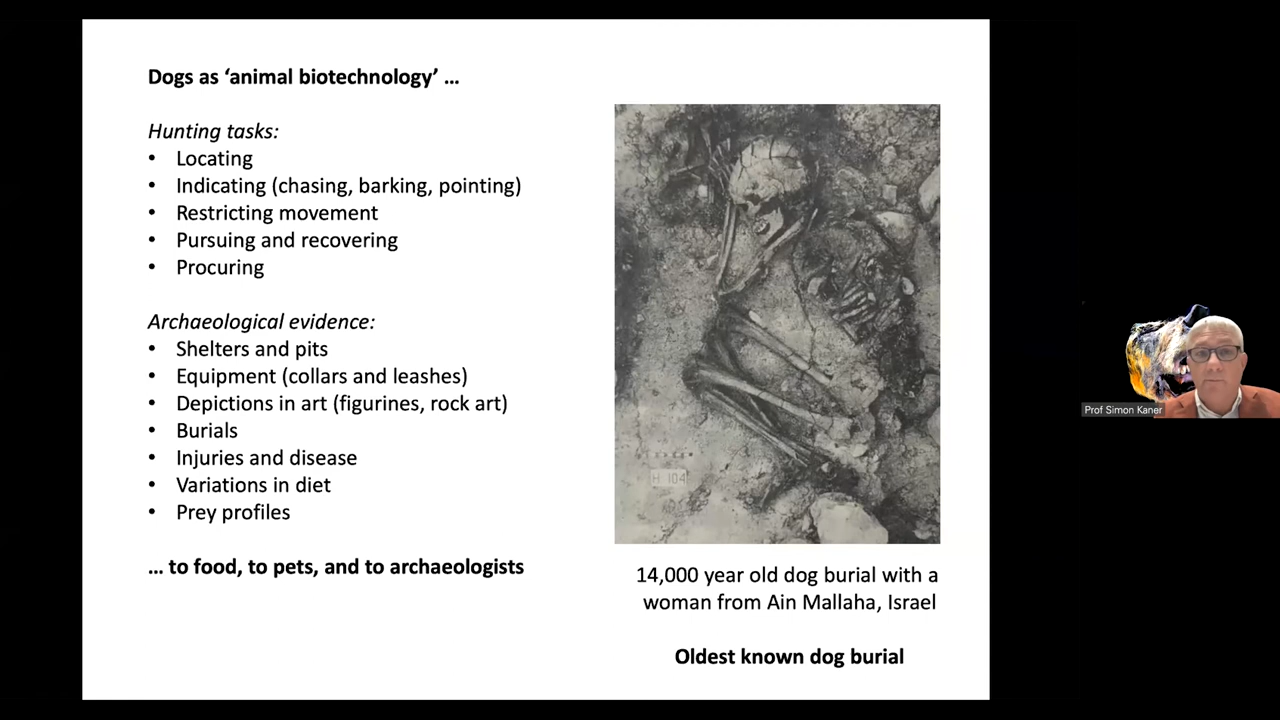 Dogs as ‘animal biotechnology’ …
Hunting tasks:
• Locating
• Indicating (chasing, barking, pointing)
• Restricting movement
• Pursuing and recovering
• Procuring
Archaeological evidence:
• Shelters and pits
• Equipment (collars and leashes)
• Depictions in art (figurines, rock art)
• Burials
• Injuries and disease
• Variations in diet
• Prey profiles
… to food, to pets, and to archaeologists
H 104
14,000 year old dog burial with a
woman from Ain Mallaha, Israel
Oldest known dog burial
Prof Simon Kaner